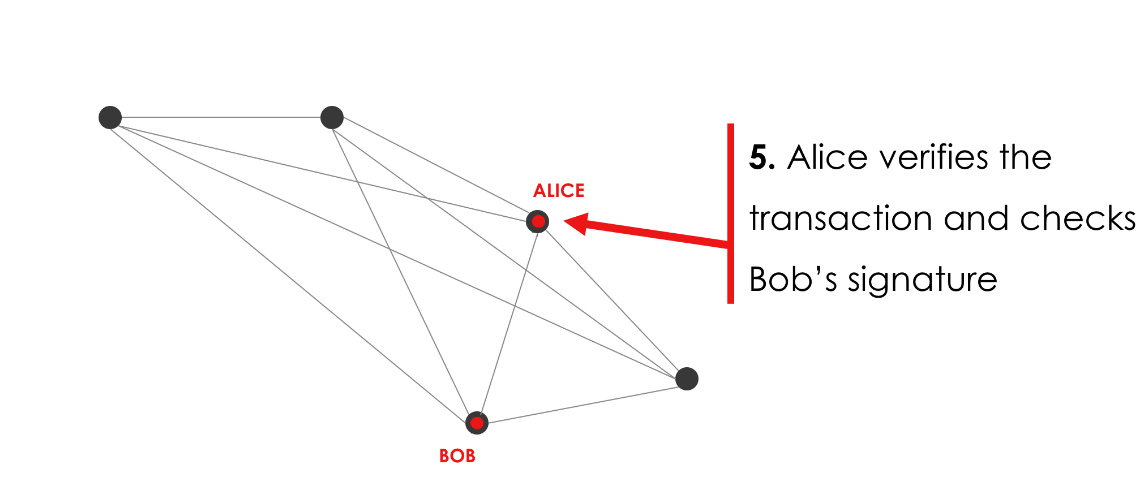 ALICE
5. Alice verifies the
transaction and checks
Bob’s signature
BOB